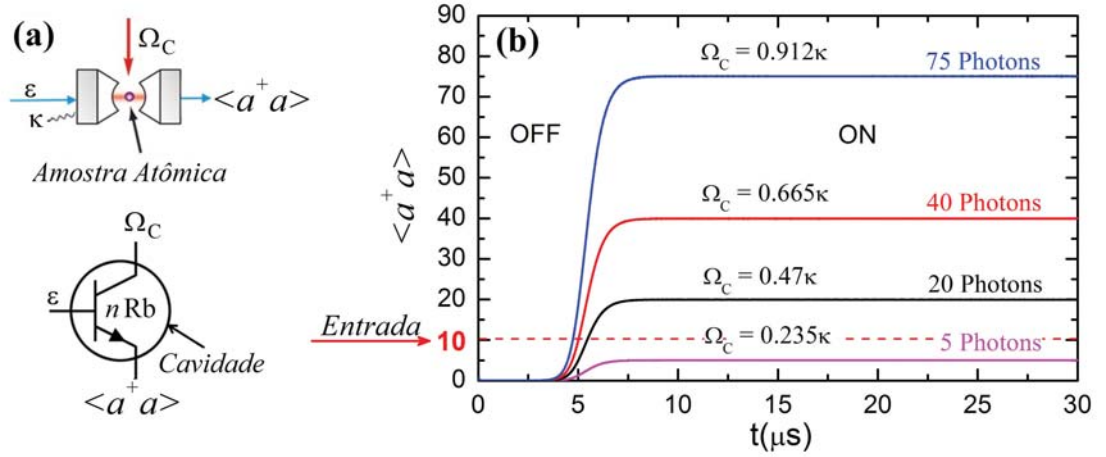 (a)
Ω_C
ε
κ
<a⁺a>
Amostra Atômica
Ω_C
ε
n Rb
Cavidade
<a⁺a>
Entrada
10
(b)
<a⁺a>
90
80
70
60
50
40
30
20
0
OFF
ON
Ω_C = 0.912κ
75 Photons
Ω_C = 0.665κ
40 Photons
Ω_C = 0.47κ
20 Photons
Ω_C = 0.235κ
5 Photons
0 5 10 15 20 25 30
t(μs)